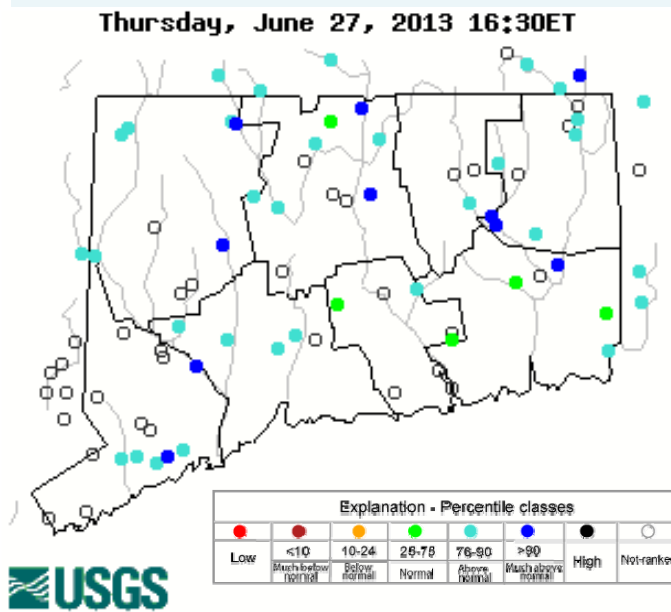 Thursday, June 27, 2013 16:30ET
Explanation - Percentile classes
Low <10 10-24 25-75 76-90 >90 High Not-ranked
Much below normal Below normal Normal Above normal Much above normal
USGS